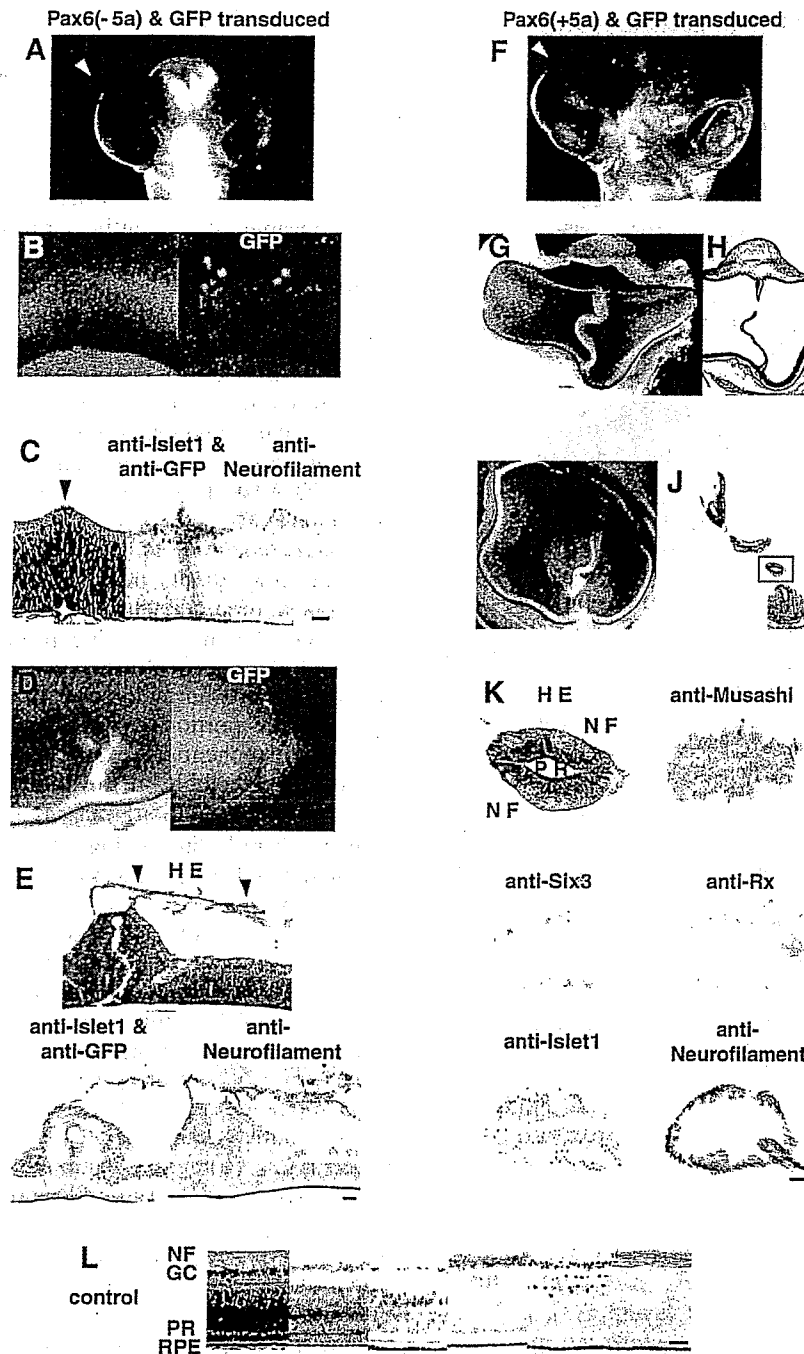 Pax6(-5a) & GFP transduced
Pax6(+5a) & GFP transduced
A
F
B
GFP
G
H
C
anti-Islet1 &
anti-GFP
anti-
Neurofilament
J
D
GFP
K
H E
N F
P R
N F
anti-Musashi
E
H E
anti-Six3
anti-Rx
anti-Islet1 &
anti-GFP
anti-
Neurofilament
anti-Islet1
anti-
Neurofilament
L
control
NF
GC
PR
RPE